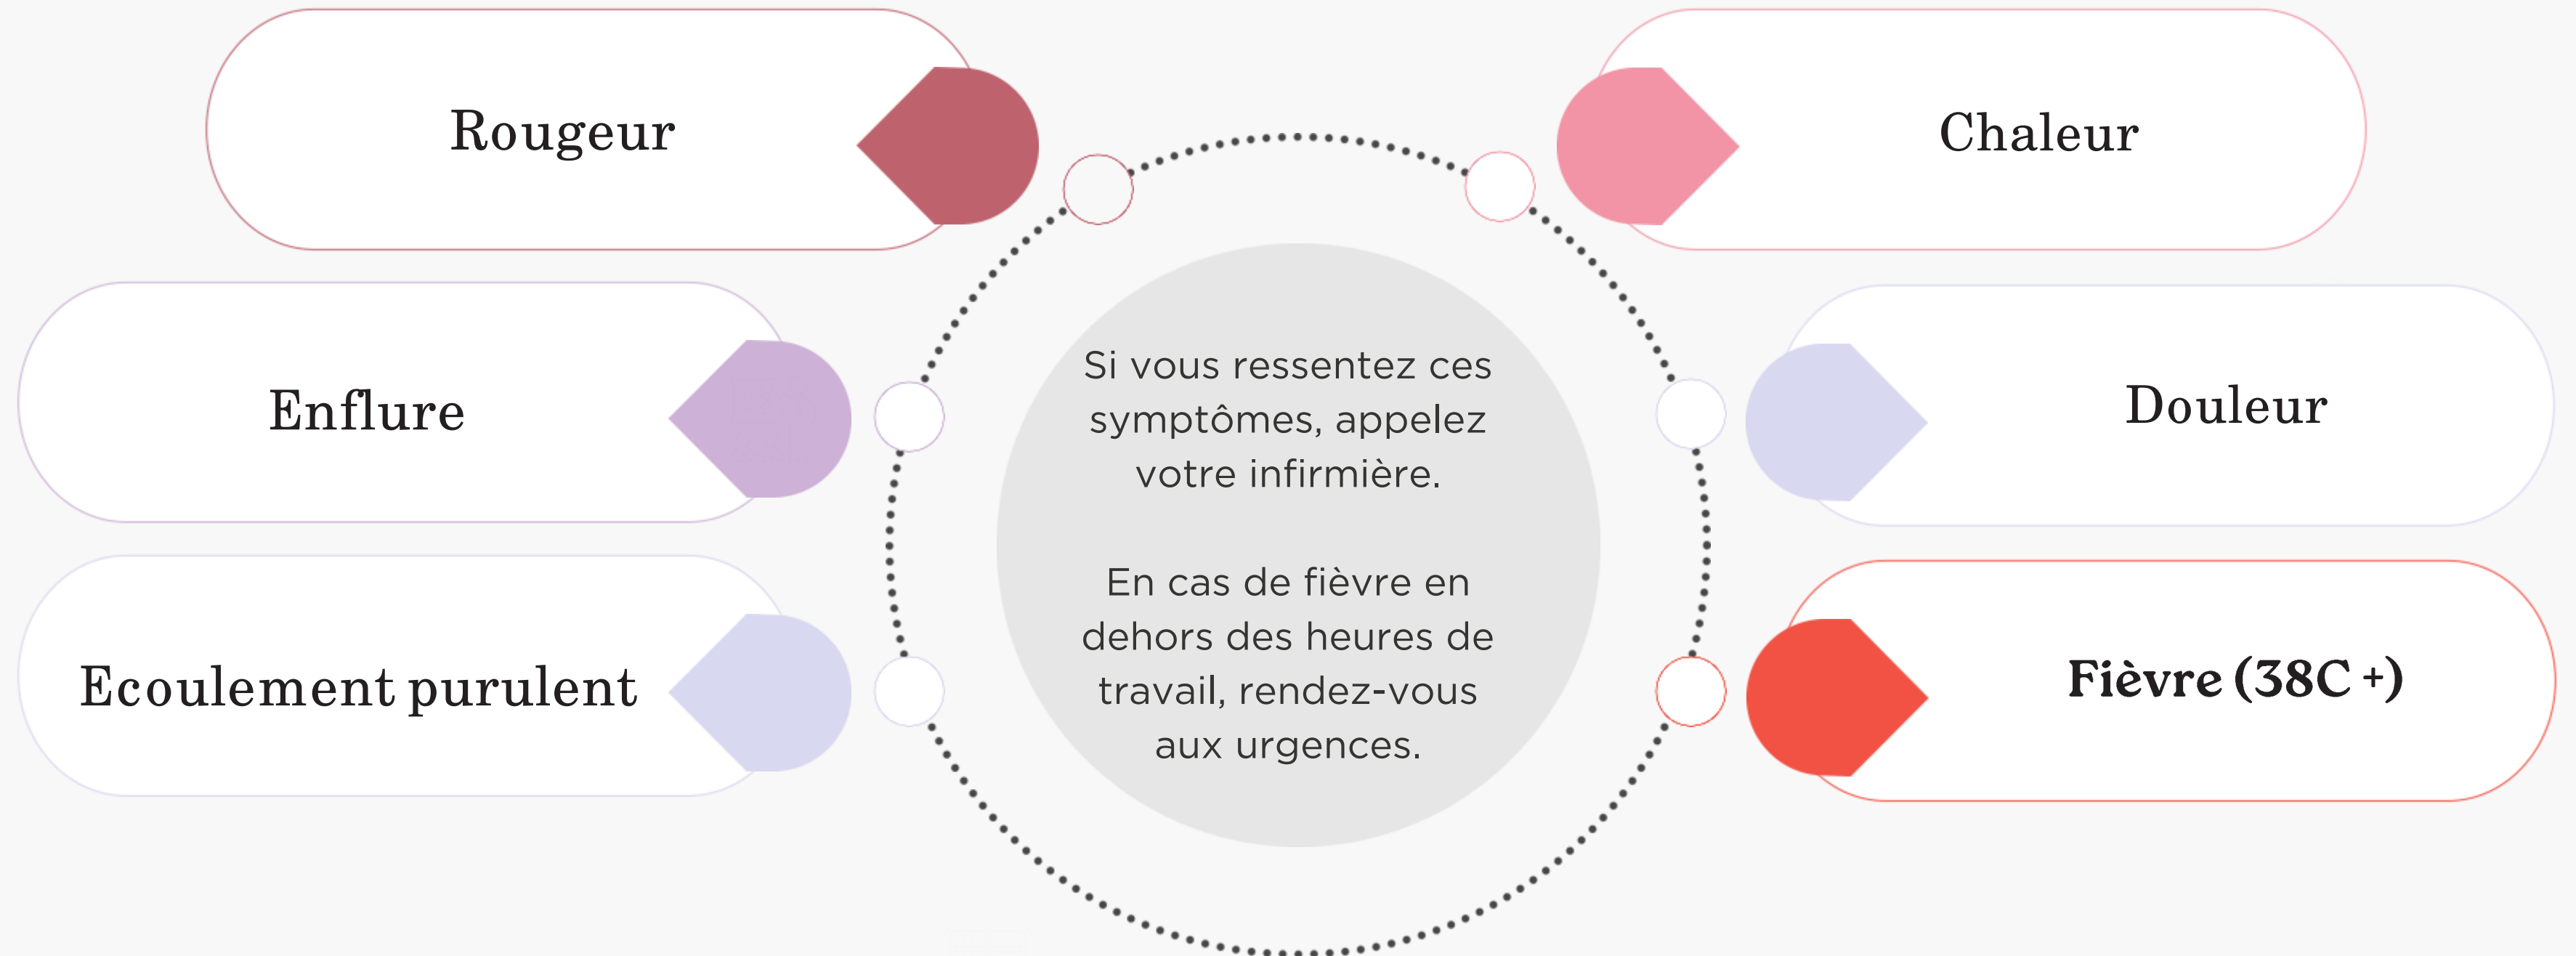 Rougeur
Chaleur
Enflure
Douleur
Ecoulement purulent
Fièvre (38C +)
Si vous ressentez ces
symptômes, appelez
votre infirmière.
En cas de fièvre en
dehors des heures de
travail, rendez-vous
aux urgences.